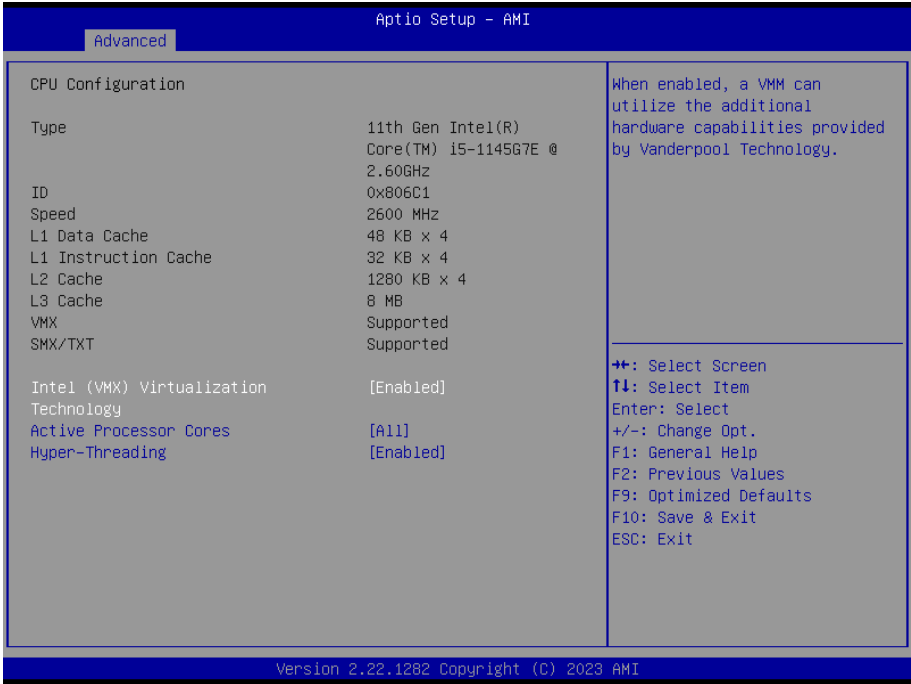 Aptio Setup – AMI
Advanced
CPU Configuration
Type 11th Gen Intel(R)
Core(TM) i5-1145G7E @
2.60GHz
ID 0x806C1
Speed 2600 MHz
L1 Data Cache 48 KB x 4
L1 Instruction Cache 32 KB x 4
L2 Cache 1280 KB x 4
L3 Cache 8 MB
VMX Supported
SMX/TXT Supported
Intel (VMX) Virtualization [Enabled]
Technology
Active Processor Cores [All]
Hyper-Threading [Enabled]
When enabled, a VMM can
utilize the additional
hardware capabilities provided
by Vanderpool Technology.
→←: Select Screen
↑↓: Select Item
Enter: Select
+/-: Change Opt.
F1: General Help
F2: Previous Values
F9: Optimized Defaults
F10: Save & Exit
ESC: Exit
Version 2.22.1282 Copyright (C) 2023 AMI